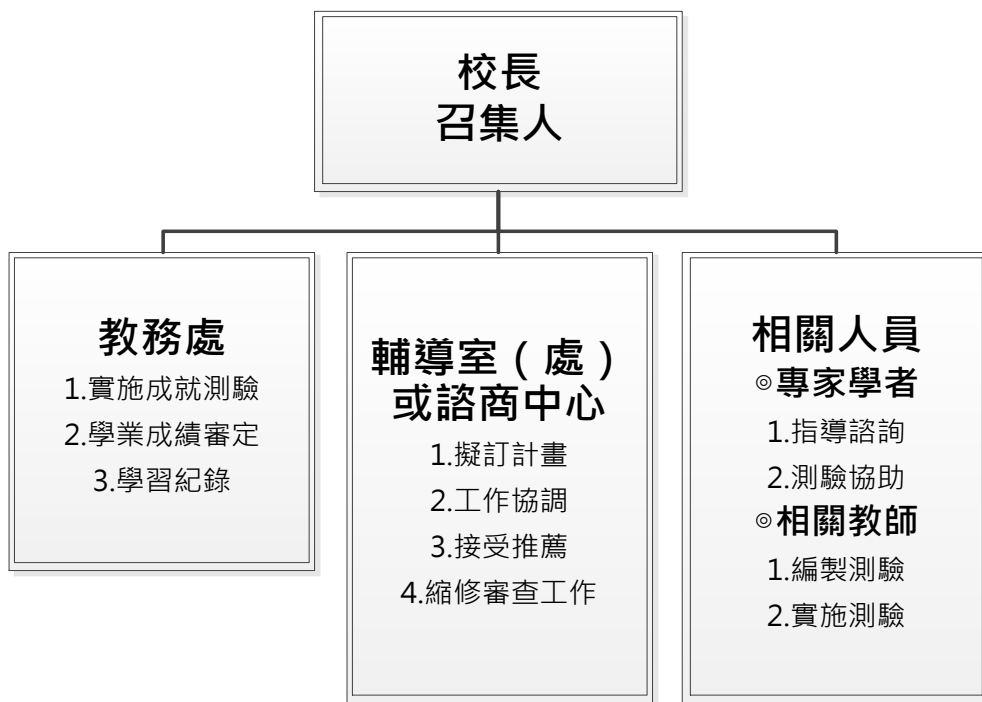 校長
召集人
教務處
1.實施成就測驗
2.學業成績審定
3.學習紀錄
輔導室（處）
或諮商中心
1.擬訂計畫
2.工作協調
3.接受推薦
4.縮修審查工作
相關人員
◎專家學者
1.指導諮詢
2.測驗協助
◎相關教師
1.編製測驗
2.實施測驗